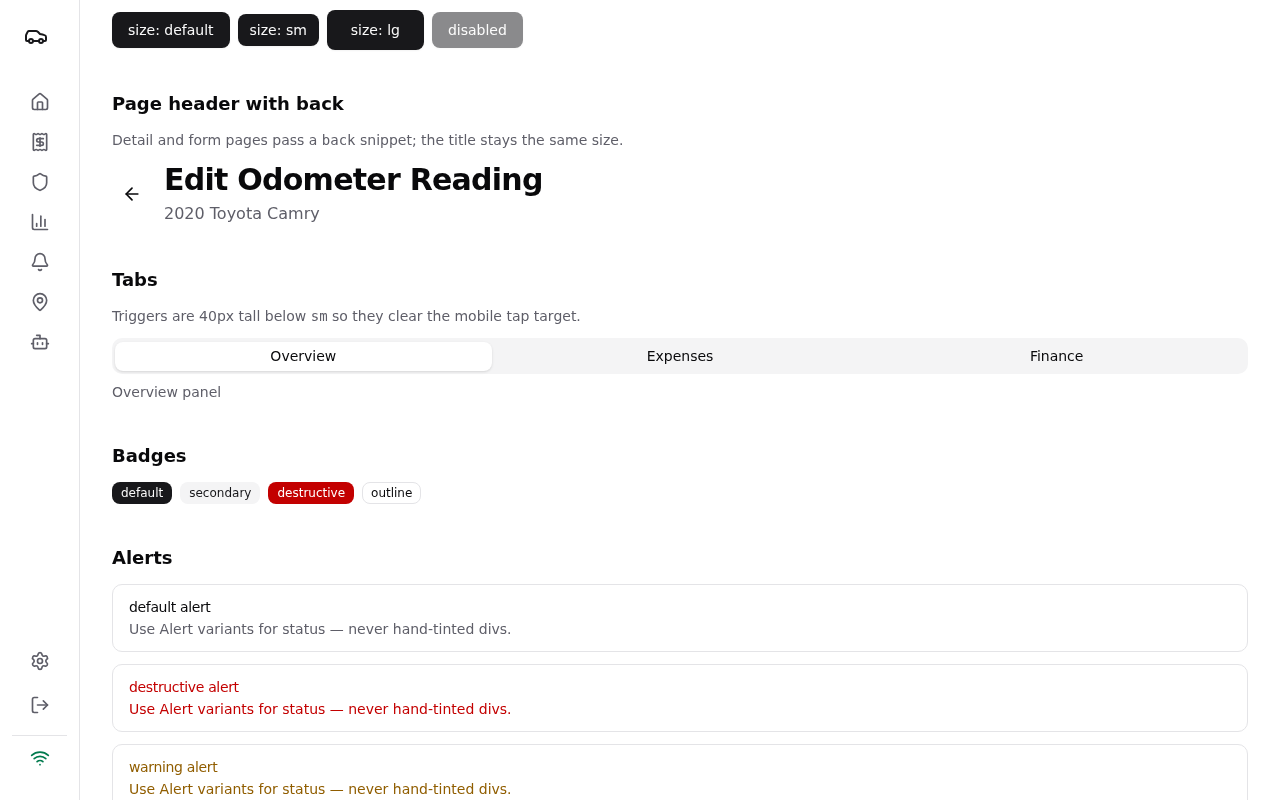 size: default
size: sm
size: lg
disabled
Page header with back
Detail and form pages pass a back snippet; the title stays the same size.
Edit Odometer Reading
2020 Toyota Camry
Tabs
Triggers are 40px tall below sm so they clear the mobile tap target.
Overview
Expenses
Finance
Overview panel
Badges
default
secondary
destructive
outline
Alerts
default alert
Use Alert variants for status — never hand-tinted divs.
destructive alert
Use Alert variants for status — never hand-tinted divs.
warning alert
Use Alert variants for status — never hand-tinted divs.